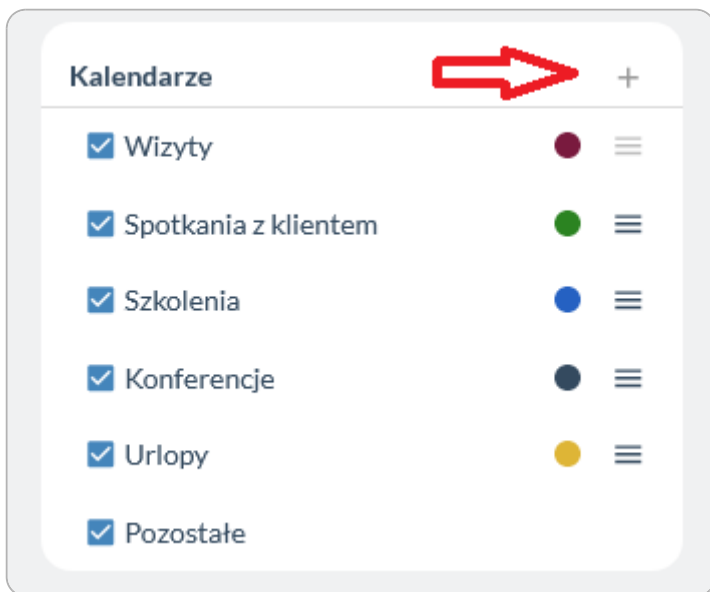 Kalendarze +
Wizyty
Spotkania z klientem
Szkolenia
Konferencje
Urlopy
Pozostałe